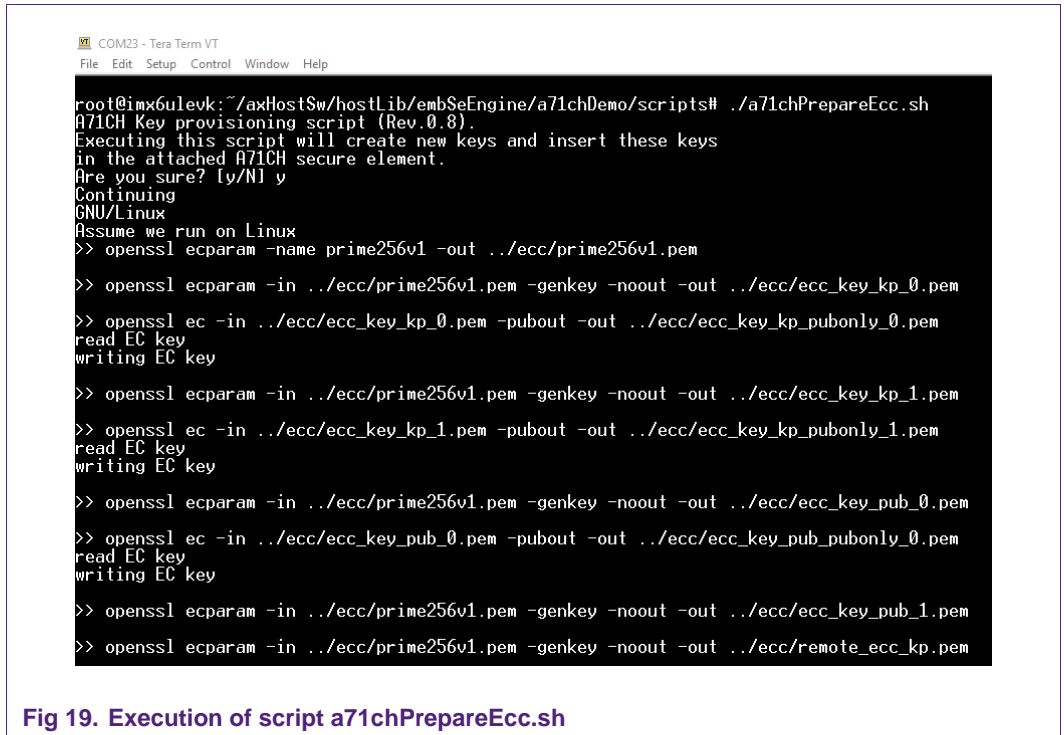 COM23 - Tera Term VT
File Edit Setup Control Window Help
root@imx6ulevk:~/axHostSw/hostLib/embSeEngine/a71chDemo/scripts# ./a71chPrepareEcc.sh
A71CH Key provisioning script (Rev.0.8).
Executing this script will create new keys and insert these keys
in the attached A71CH secure element.
Are you sure? [y/N] y
Continuing
GNU/Linux
Assume we run on Linux
>> openssl ecparam -name prime256v1 -out ../ecc/prime256v1.pem
>> openssl ecparam -in ../ecc/prime256v1.pem -genkey -noout -out ../ecc/ecc_key_kp_0.pem
>> openssl ec -in ../ecc/ecc_key_kp_0.pem -pubout -out ../ecc/ecc_key_kp_pubonly_0.pem
read EC key
writing EC key
>> openssl ecparam -in ../ecc/prime256v1.pem -genkey -noout -out ../ecc/ecc_key_kp_1.pem
>> openssl ec -in ../ecc/ecc_key_kp_1.pem -pubout -out ../ecc/ecc_key_kp_pubonly_1.pem
read EC key
writing EC key
>> openssl ecparam -in ../ecc/prime256v1.pem -genkey -noout -out ../ecc/ecc_key_pub_0.pem
>> openssl ec -in ../ecc/ecc_key_pub_0.pem -pubout -out ../ecc/ecc_key_pub_pubonly_0.pem
read EC key
writing EC key
>> openssl ecparam -in ../ecc/prime256v1.pem -genkey -noout -out ../ecc/ecc_key_pub_1.pem
>> openssl ecparam -in ../ecc/prime256v1.pem -genkey -noout -out ../ecc/remote_ecc_kp.pem
Fig 19. Execution of script a71chPrepareEcc.sh